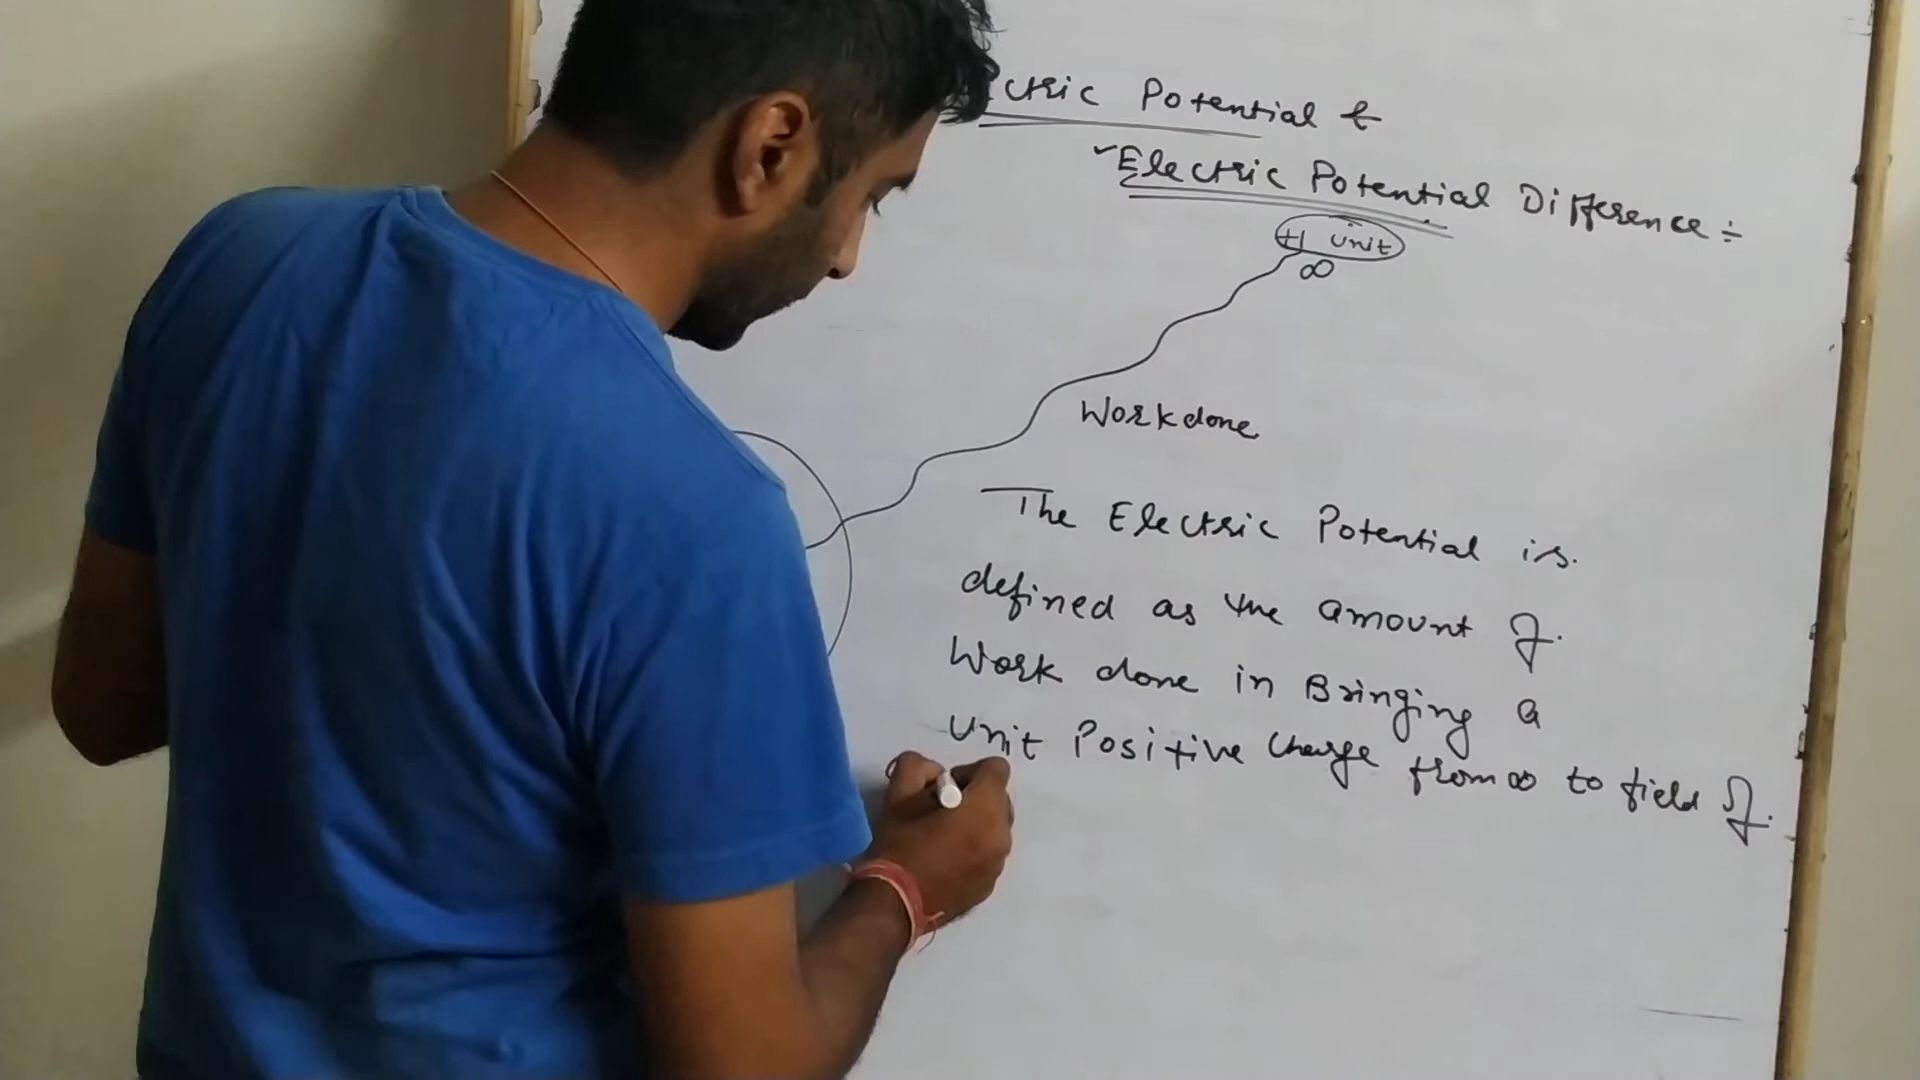 ctric Potential &
Electric Potential Difference ÷
+1 unit
∞
Workdone
The Electric Potential is
defined as the amount of
Work done in Bringing a
Unit Positive Charge from ∞ to field of